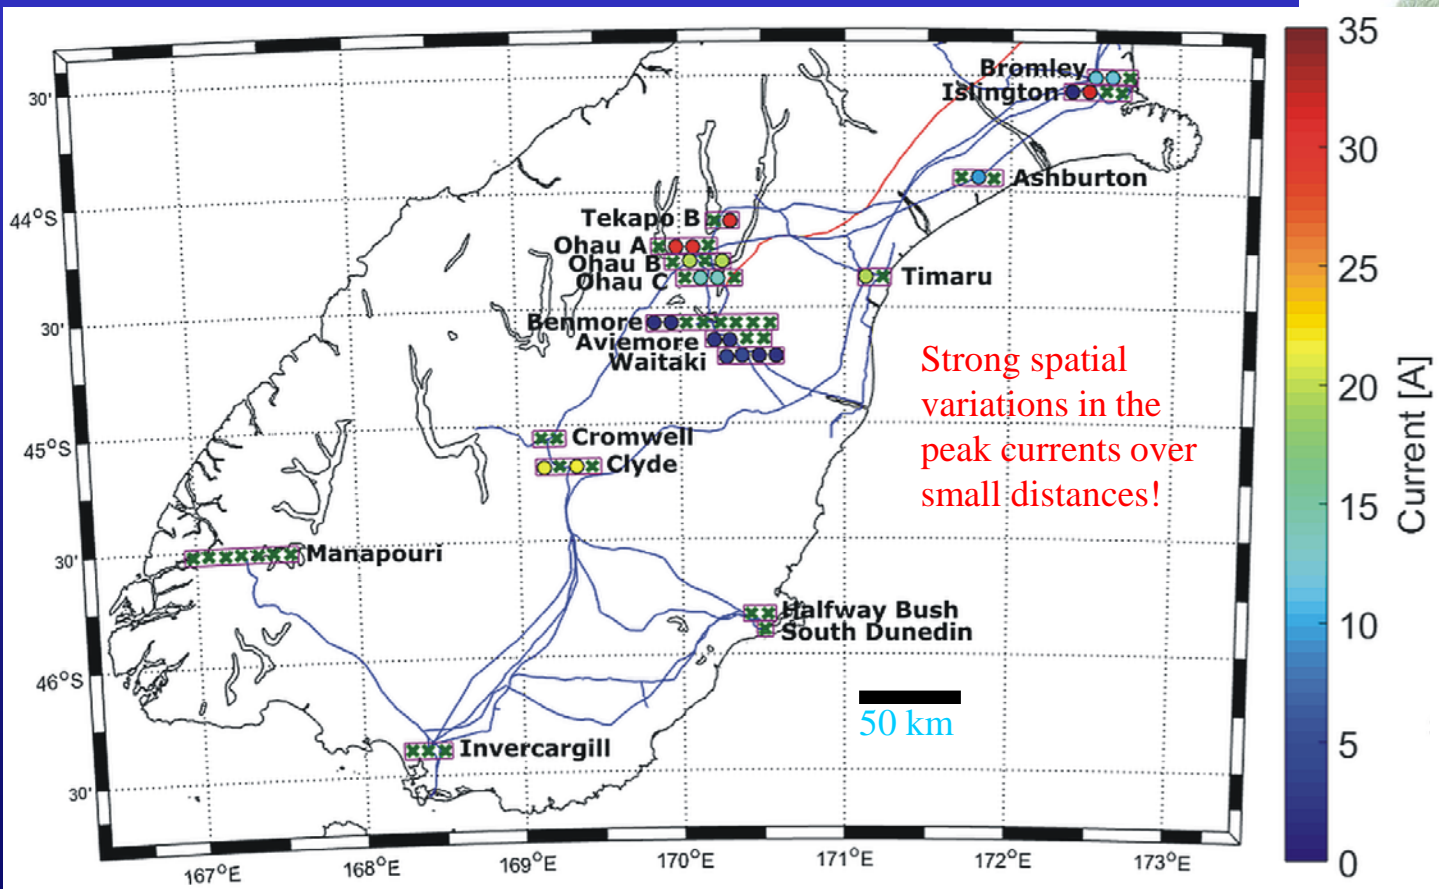 Bromley
Islington
Ashburton
Tekapo B
Ohau A
Ohau B
Ohau C
Timaru
Benmore
Aviemore
Waitaki
Strong spatial
variations in the
peak currents over
small distances!
Cromwell
Clyde
Manapouri
Halfway Bush
South Dunedin
50 km
Invercargill
30'
44°S
30'
45°S
30'
46°S
30'
167°E
168°E
169°E
170°E
171°E
172°E
173°E
35
30
25
20
15
10
5
0
Current [A]